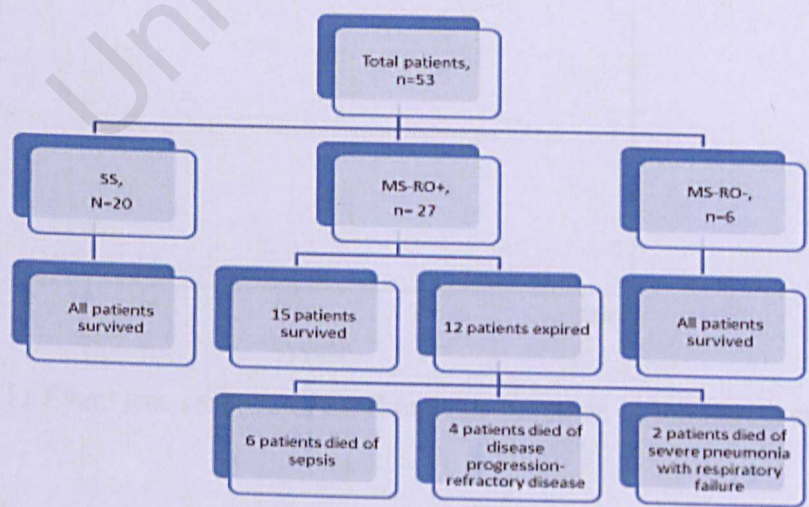 Uni
Total patients,
n=53
SS,
N=20
MS-RO+,
n= 27
MS-RO-,
n=6
All patients
survived
15 patients
survived
12 patients expired
All patients
survived
6 patients died of
sepsis
4 patients died of
disease
progression-
refractory disease
2 patients died of
severe pneumonia
with respiratory
failure